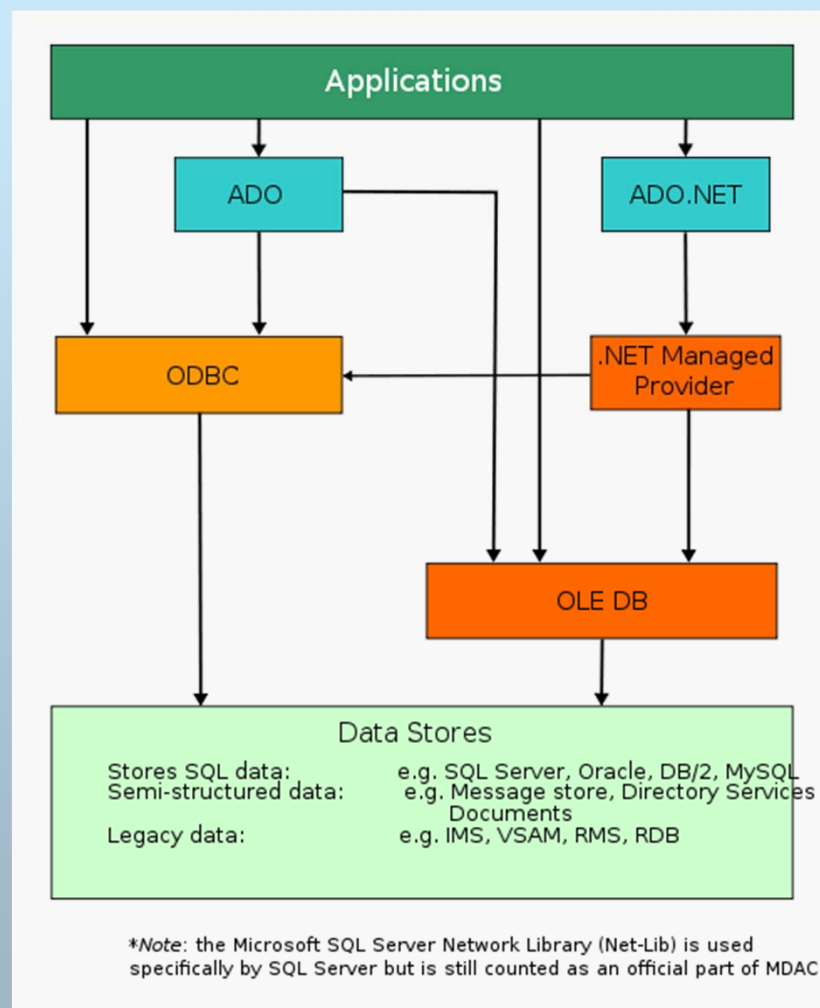 Applications
ADO
ADO.NET
ODBC
.NET Managed
Provider
OLE DB
Data Stores
Stores SQL data: e.g. SQL Server, Oracle, DB/2, MySQL
Semi-structured data: e.g. Message store, Directory Services
Documents
Legacy data: e.g. IMS, VSAM, RMS, RDB
*Note: the Microsoft SQL Server Network Library (Net-Lib) is used
specifically by SQL Server but is still counted as an official part of MDAC